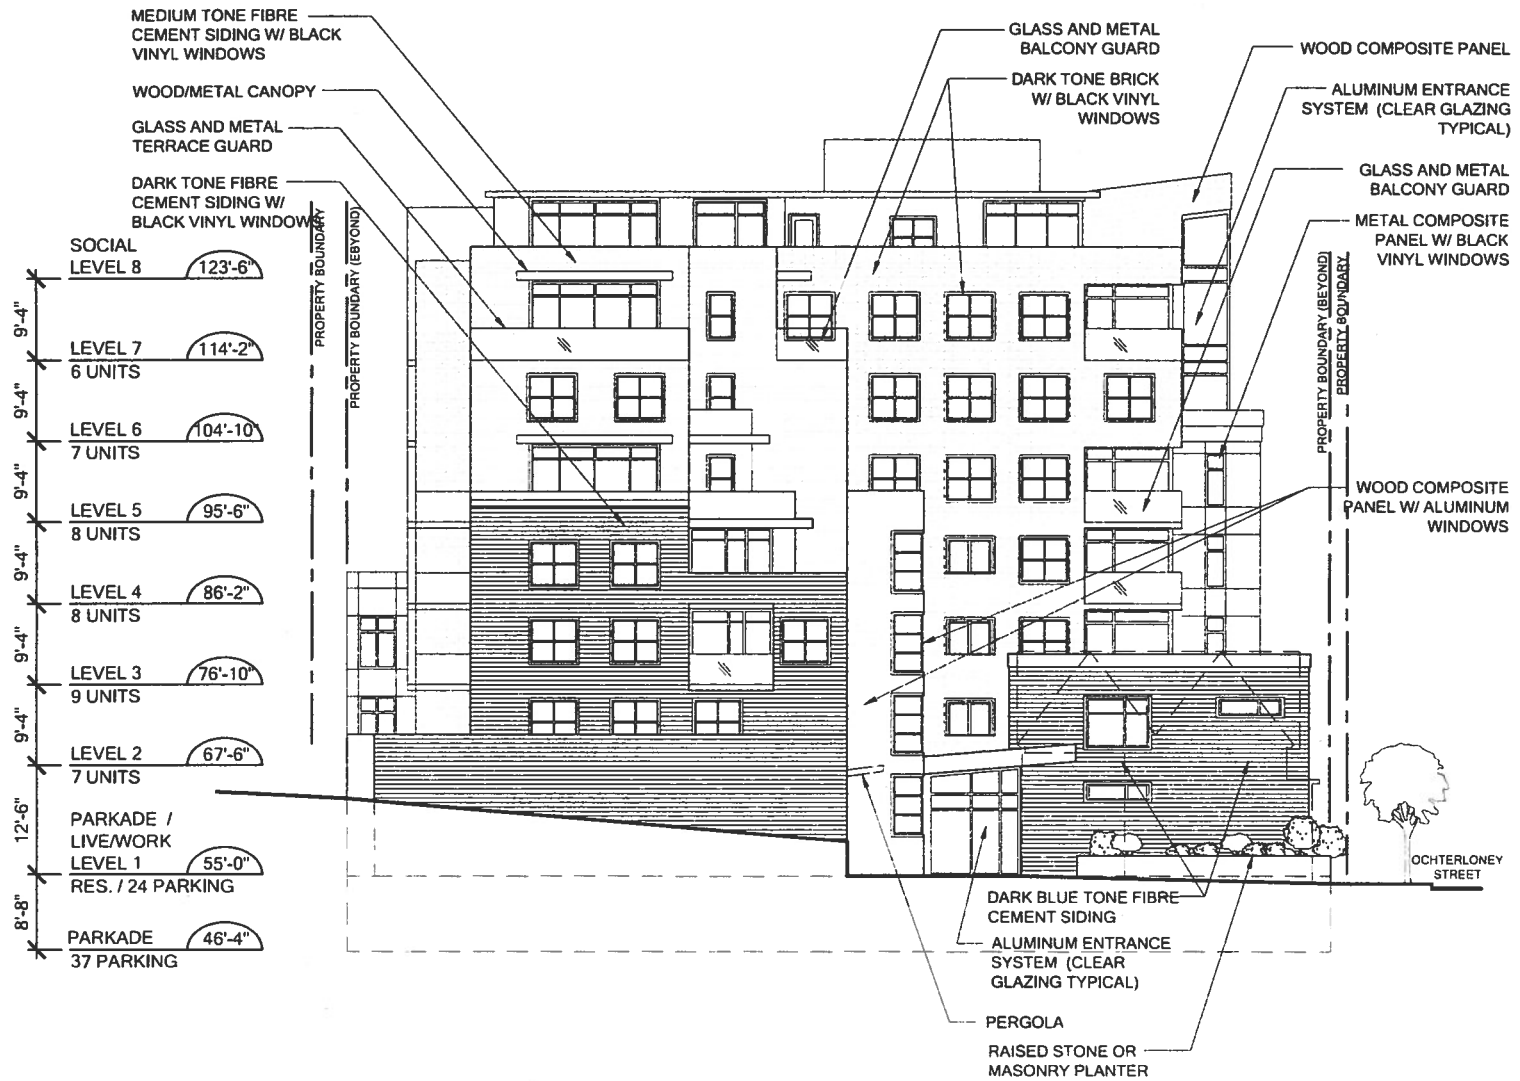 MEDIUM TONE FIBRE
CEMENT SIDING W/ BLACK
VINYL WINDOWS
WOOD/METAL CANOPY
GLASS AND METAL
TERRACE GUARD
DARK TONE FIBRE
CEMENT SIDING W/
BLACK VINYL WINDOW
GLASS AND METAL
BALCONY GUARD
DARK TONE BRICK
W/ BLACK VINYL
WINDOWS
WOOD COMPOSITE PANEL
ALUMINUM ENTRANCE
SYSTEM (CLEAR GLAZING
TYPICAL)
GLASS AND METAL
BALCONY GUARD
METAL COMPOSITE
PANEL W/ BLACK
VINYL WINDOWS
WOOD COMPOSITE
PANEL W/ ALUMINUM
WINDOWS
PROPERTY BOUNDARY
PROPERTY BOUNDARY (EBYOND)
PROPERTY BOUNDARY (BEYOND)
PROPERTY BOUNDARY
SOCIAL
LEVEL 8 123'-6"
9'-4"
LEVEL 7 114'-2"
6 UNITS
9'-4"
LEVEL 6 104'-10"
7 UNITS
9'-4"
LEVEL 5 95'-6"
8 UNITS
9'-4"
LEVEL 4 86'-2"
8 UNITS
9'-4"
LEVEL 3 76'-10"
9 UNITS
9'-4"
LEVEL 2 67'-6"
7 UNITS
12'-6"
PARKADE /
LIVE/WORK
LEVEL 1 55'-0"
RES. / 24 PARKING
8'-8"
PARKADE 46'-4"
37 PARKING
OCHTERLONEY
STREET
DARK BLUE TONE FIBRE
CEMENT SIDING
ALUMINUM ENTRANCE
SYSTEM (CLEAR
GLAZING TYPICAL)
PERGOLA
RAISED STONE OR
MASONRY PLANTER